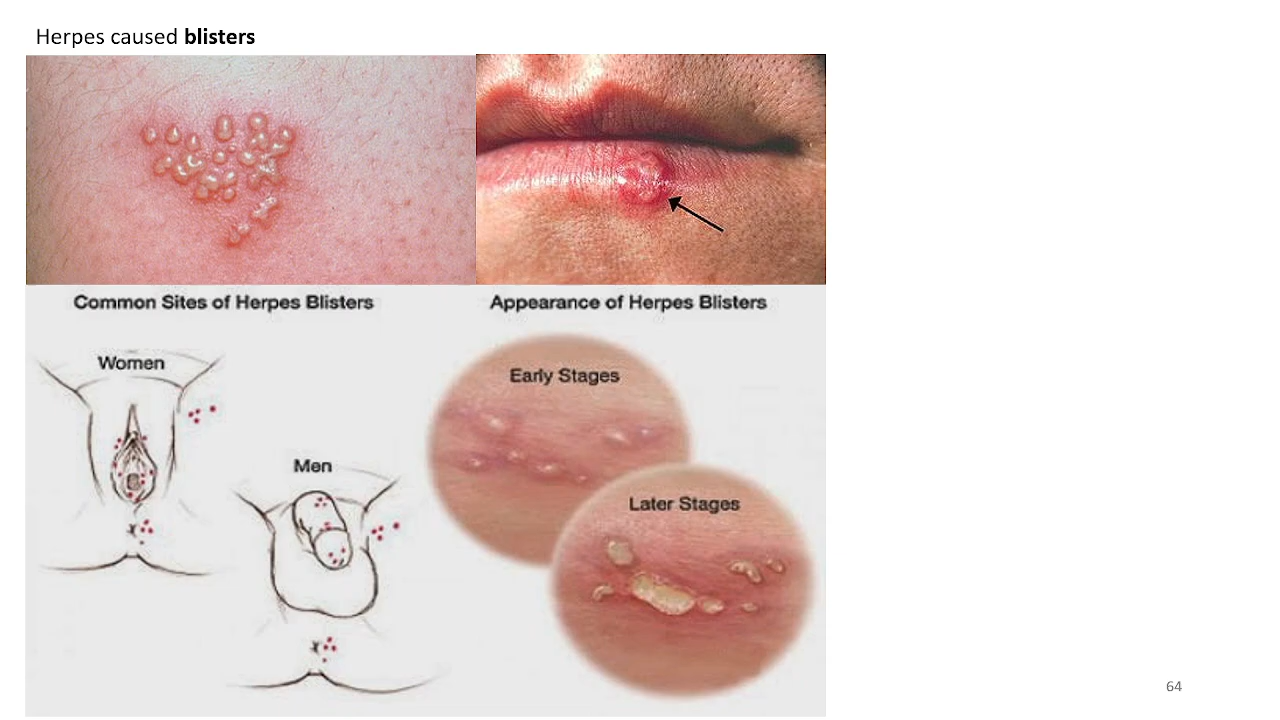 Herpes caused blisters
Common Sites of Herpes Blisters
Appearance of Herpes Blisters
Women
Early Stages
Men
Later Stages
64